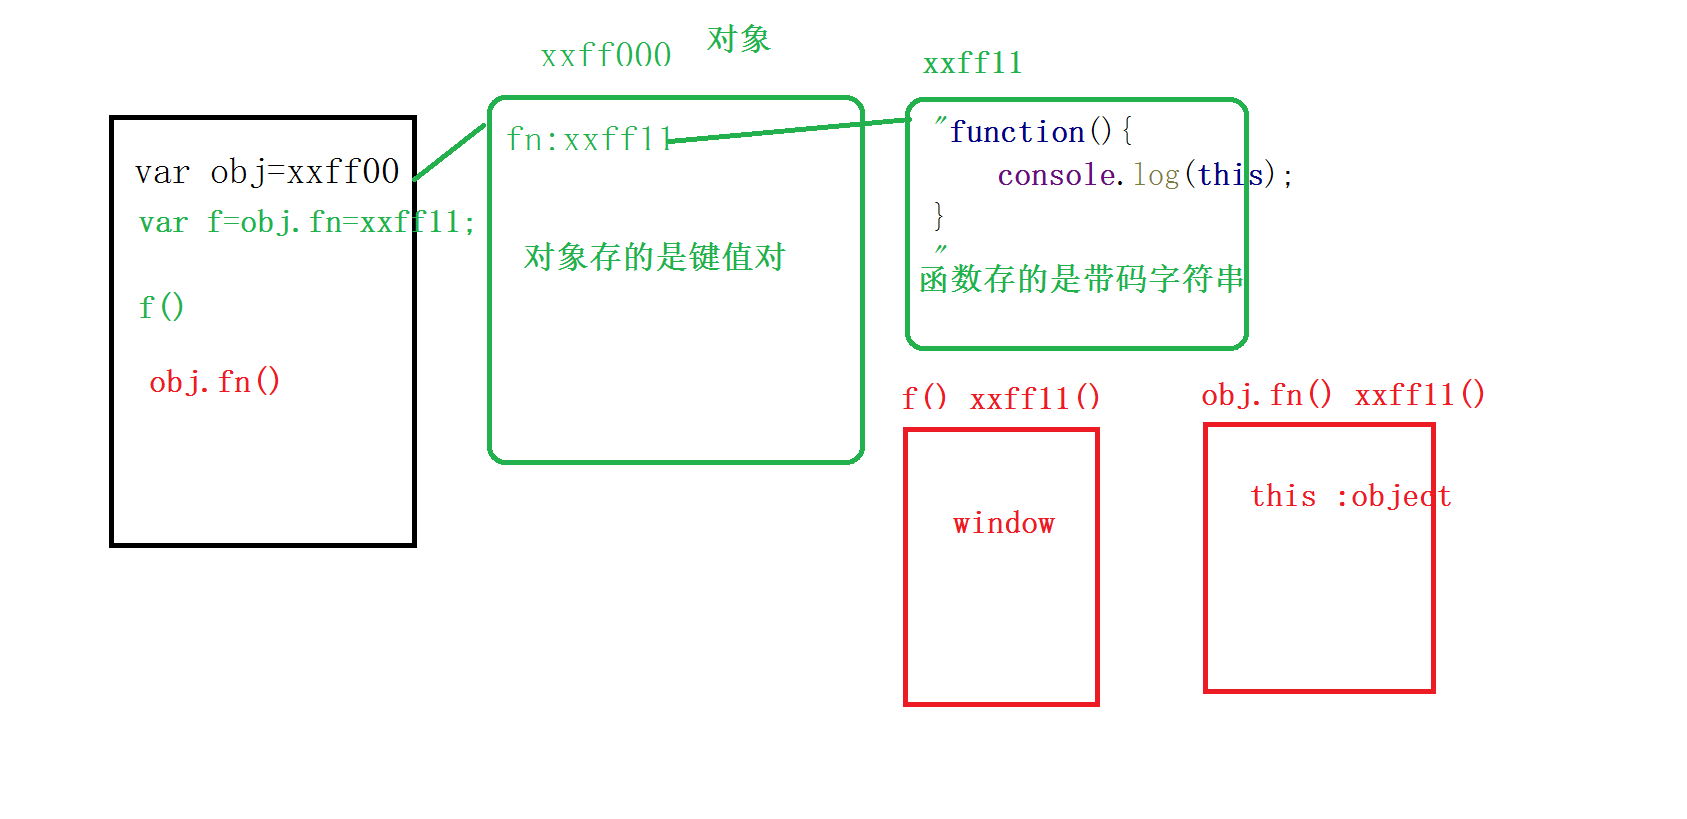 xxff000 对象
xxff11
var obj=xxff00
var f=obj.fn=xxff11;
f()
obj.fn()
fn:xxff11
对象存的是键值对
"function(){
console.log(this);
}
"
函数存的是带码字符串
f() xxff11()
window
obj.fn() xxff11()
this :object